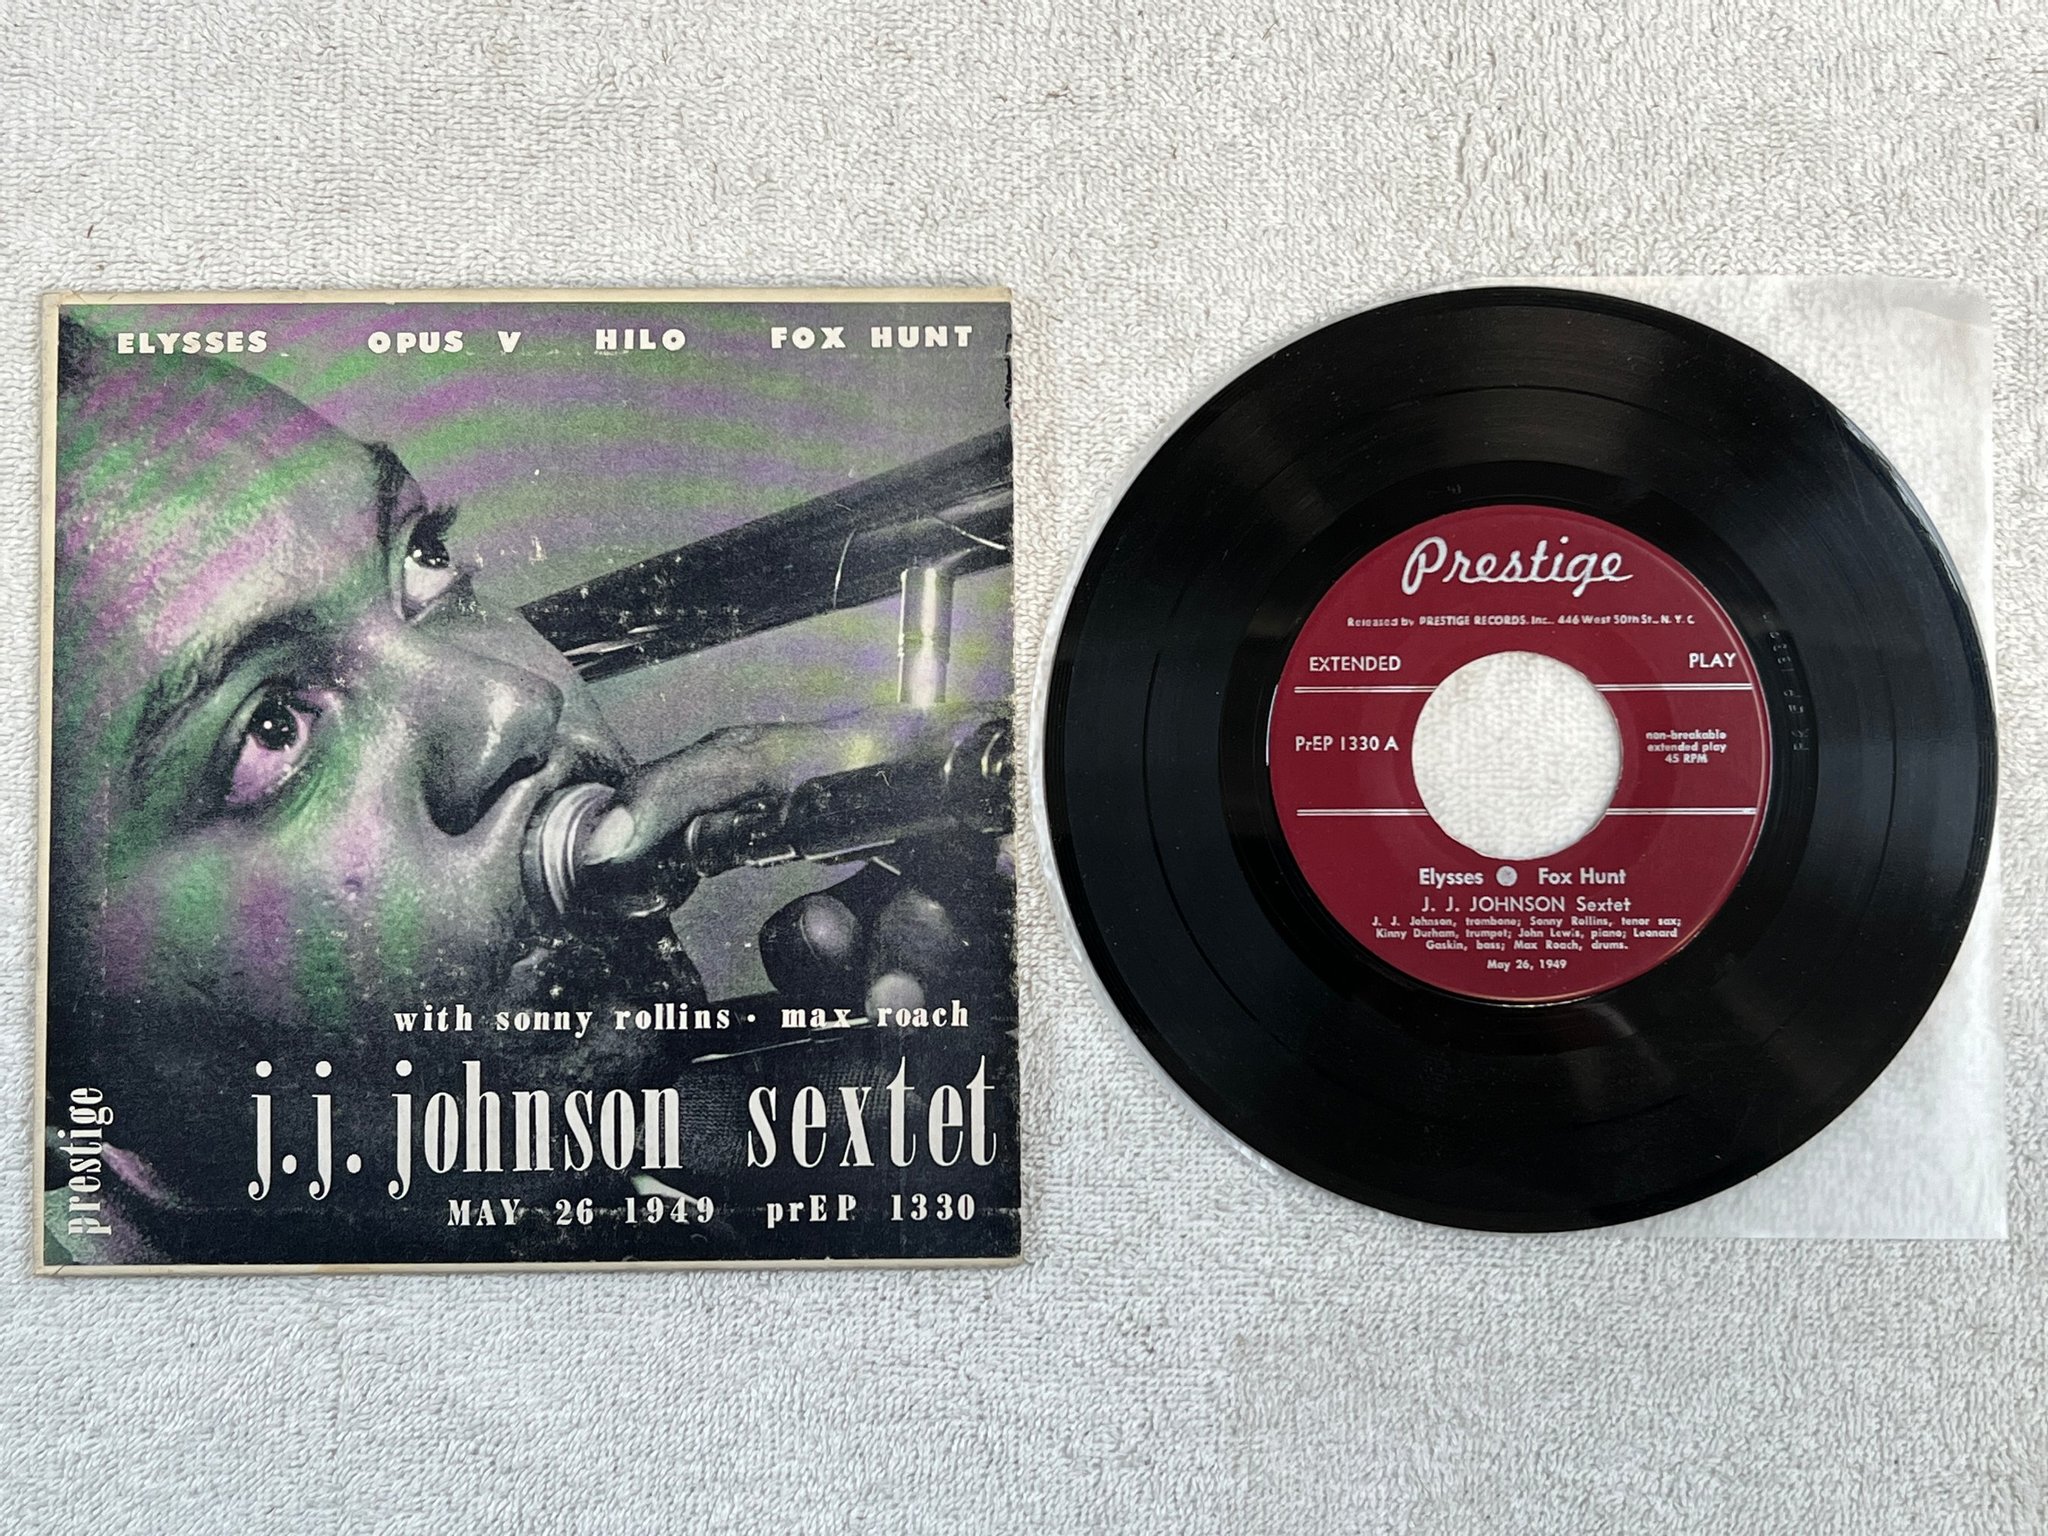 ELYSSES OPUS V HILO FOX HUNT
with sonny rollins · max roach
j.j. johnson sextet
MAY 26 1949 prEP 1330
prestige
Prestige
Released by PRESTIGE RECORDS, Inc., 446 West 50th St., N. Y. C.
EXTENDED PLAY
PrEP 1330 A
non-breakable
extended play
45 RPM
Elysses Fox Hunt
J. J. JOHNSON Sextet
J. J. Johnson, trombone; Sonny Rollins, tenor sax;
Kinny Durham, trumpet; John Lewis, piano; Leonard
Gaskin, bass; Max Roach, drums.
May 26, 1949